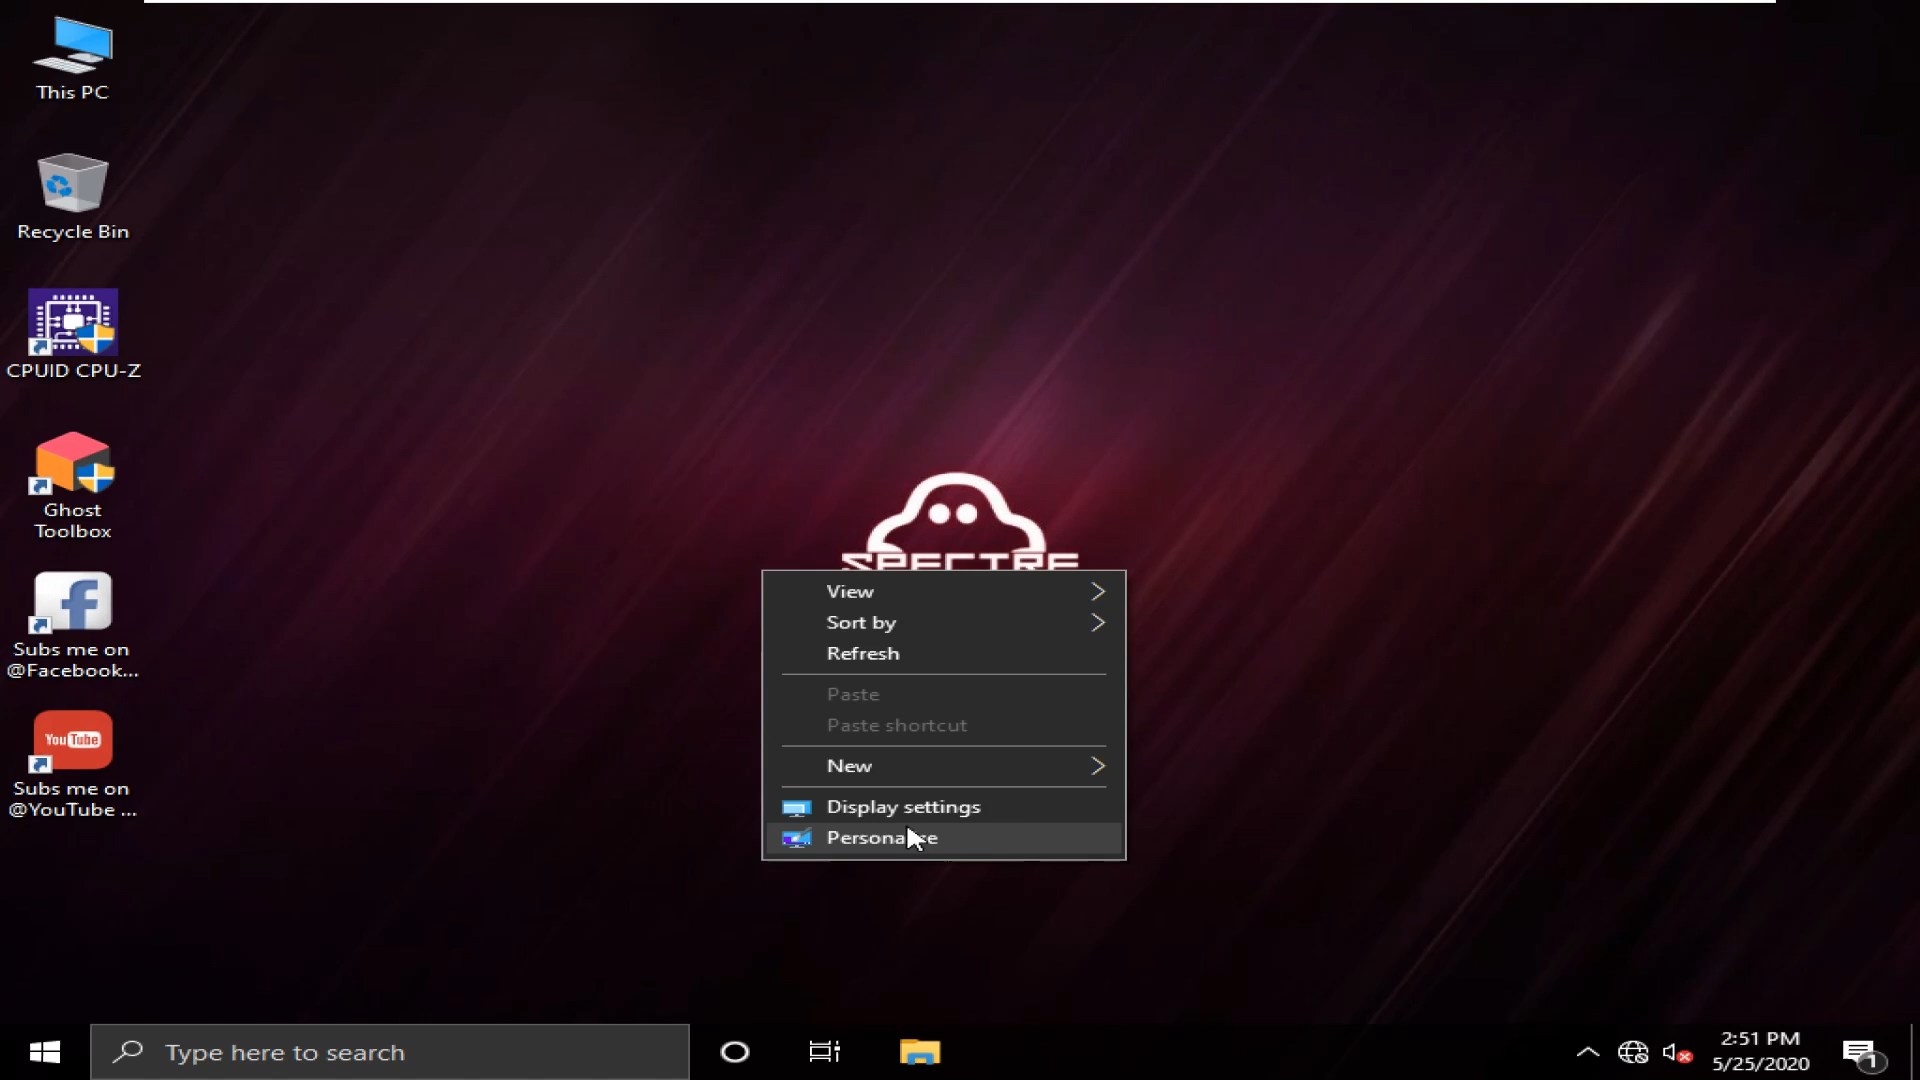 This PC
Recycle Bin
CPUID CPU-Z
Ghost
Toolbox
Subs me on
@Facebook...
YouTube
Subs me on
@YouTube ...
SPECTRE
View
Sort by
Refresh
Paste
Paste shortcut
New
Display settings
Personalize
Type here to search
2:51 PM
5/25/2020
1